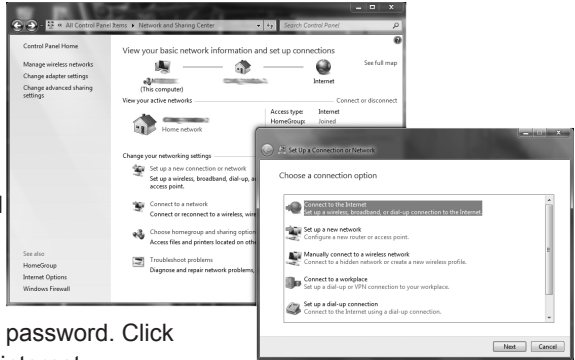 All Control Panel Items ▸ Network and Sharing Center
Search Control Panel
Control Panel Home
Manage wireless networks
Change adapter settings
Change advanced sharing
settings
See also
HomeGroup
Internet Options
Windows Firewall
View your basic network information and set up connections
See full map
(This computer)
Internet
View your active networks
Connect or disconnect
Home network
Access type: Internet
HomeGroup: Joined
Change your networking settings
Set up a new connection or network
Set up a wireless, broadband, dial-up, a
access point.
Connect to a network
Connect or reconnect to a wireless, wire
Choose homegroup and sharing option
Access files and printers located on othe
Troubleshoot problems
Diagnose and repair network problems,
Set Up a Connection or Network
Choose a connection option
Connect to the Internet
Set up a wireless, broadband, or dial-up connection to the Internet.
Set up a new network
Configure a new router or access point.
Manually connect to a wireless network
Connect to a hidden network or create a new wireless profile.
Connect to a workplace
Set up a dial-up or VPN connection to your workplace.
Set up a dial-up connection
Connect to the Internet using a dial-up connection.
Next Cancel
password. Click